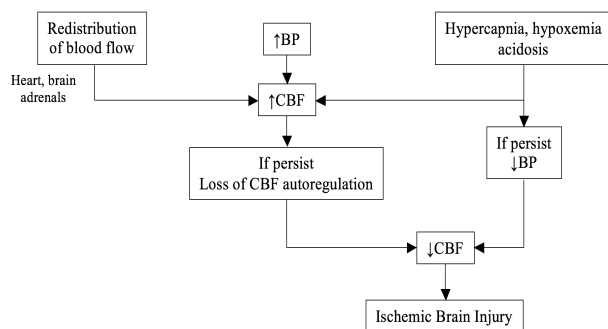 Redistribution
of blood flow
↑BP
Hypercapnia, hypoxemia
acidosis
Heart, brain
adrenals
↑CBF
If persist
↓BP
If persist
Loss of CBF autoregulation
↓CBF
Ischemic Brain Injury